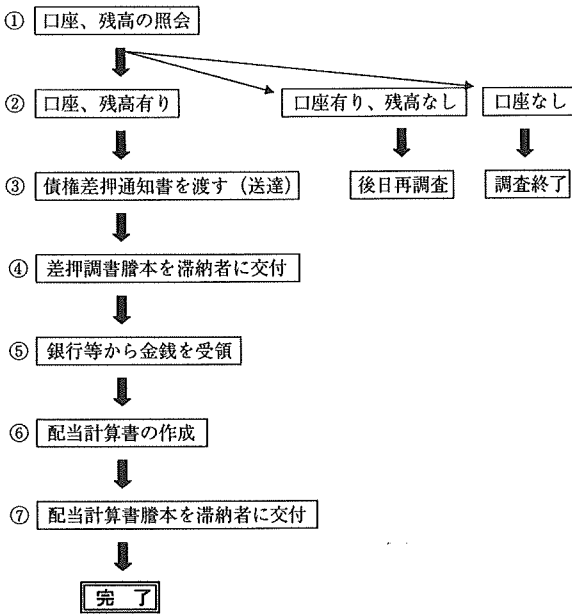 ① 口座、残高の照会
② 口座、残高有り 口座有り、残高なし 口座なし
③ 債権差押通知書を渡す（送達） 後日再調査 調査終了
④ 差押調書謄本を滞納者に交付
⑤ 銀行等から金銭を受領
⑥ 配当計算書の作成
⑦ 配当計算書謄本を滞納者に交付
完 了